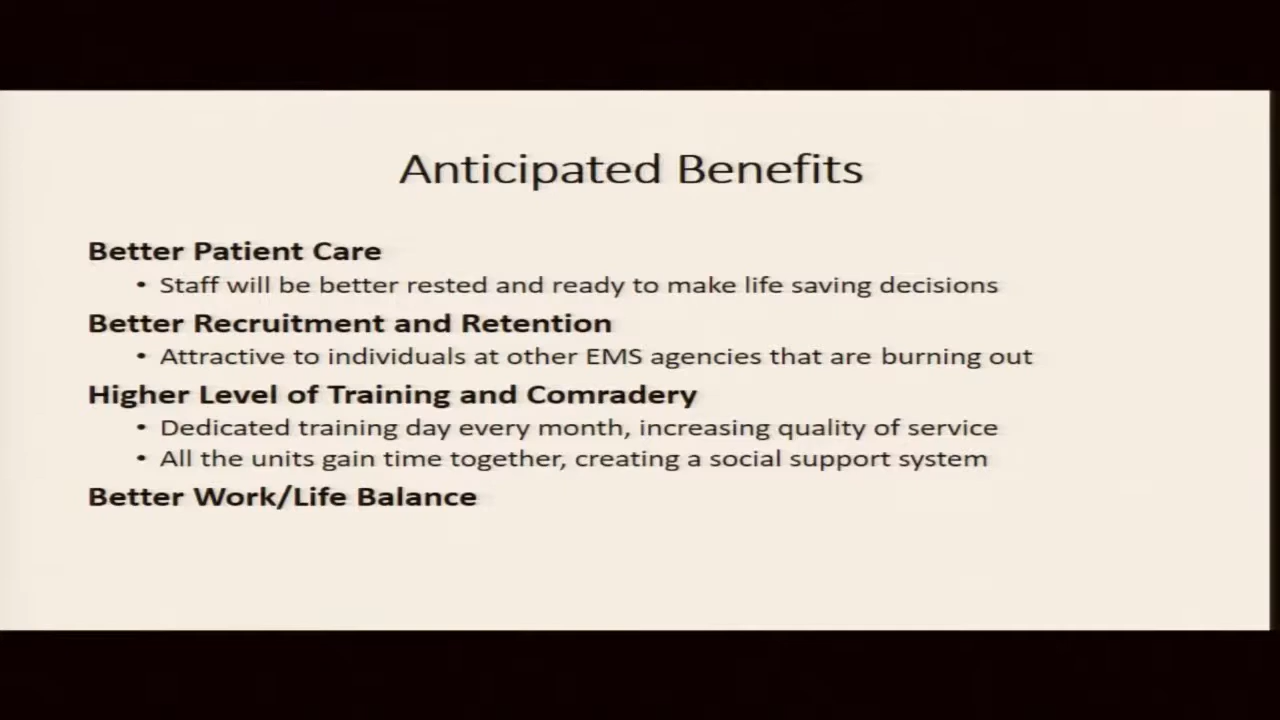 Anticipated Benefits
Better Patient Care
• Staff will be better rested and ready to make life saving decisions
Better Recruitment and Retention
• Attractive to individuals at other EMS agencies that are burning out
Higher Level of Training and Comradery
• Dedicated training day every month, increasing quality of service
• All the units gain time together, creating a social support system
Better Work/Life Balance